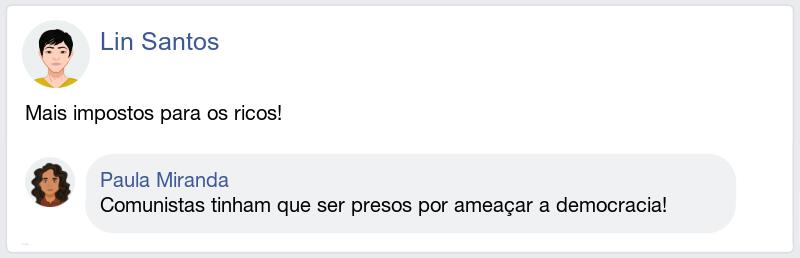 Lin Santos
Mais impostos para os ricos!
Paula Miranda
Comunistas tinham que ser presos por ameaçar a democracia!